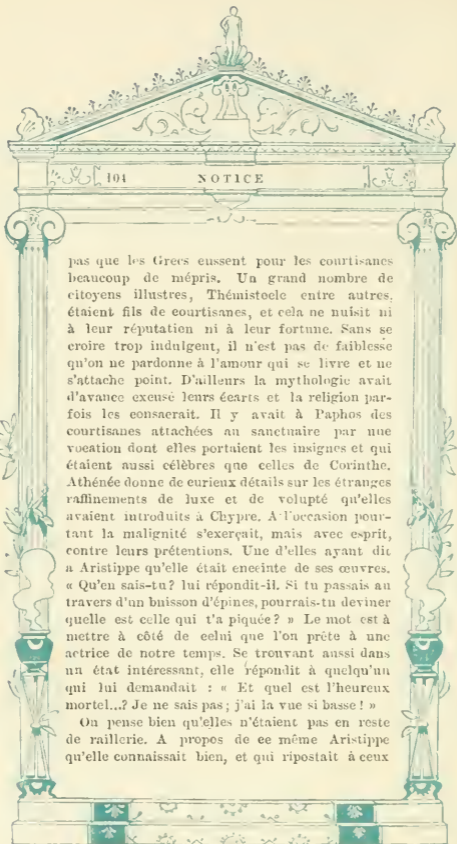 104 NOTICE
pas que les Grecs eussent pour les courtisanes
beaucoup de mépris. Un grand nombre de
citoyens illustres, Thémistocle entre autres,
étaient fils de courtisanes, et cela ne nuisit ni
à leur réputation ni à leur fortune. Sans se
croire trop indulgent, il n'est pas de faiblesse
qu'on ne pardonne à l'amour qui se livre et ne
s'attache point. D'ailleurs la mythologie avait
d'avance excusé leurs écarts et la religion par-
fois les consacrait. Il y avait à Paphos des
courtisanes attachées au sanctuaire par une
vocation dont elles portaient les insignes et qui
étaient aussi célèbres que celles de Corinthe.
Athénée donne de curieux détails sur les étranges
raffinements de luxe et de volupté qu'elles
avaient introduits à Chypre. A l'occasion pour-
tant la malignité s'exerçait, mais avec esprit,
contre leurs prétentions. Une d'elles ayant dit
a Aristippe qu'elle était enceinte de ses œuvres.
« Qu'en sais-tu? lui répondit-il. Si tu passais au
travers d'un buisson d'épines, pourrais-tu deviner
quelle est celle qui t'a piquée? » Le mot est à
mettre à côté de celui que l'on prête à une
actrice de notre temps. Se trouvant aussi dans
un état intéressant, elle répondit à quelqu'un
qui lui demandait : « Et quel est l'heureux
mortel...? Je ne sais pas; j'ai la vue si basse! »
On pense bien qu'elles n'étaient pas en reste
de raillerie. A propos de ce même Aristippe
qu'elle connaissait bien, et qui ripostait à ceux